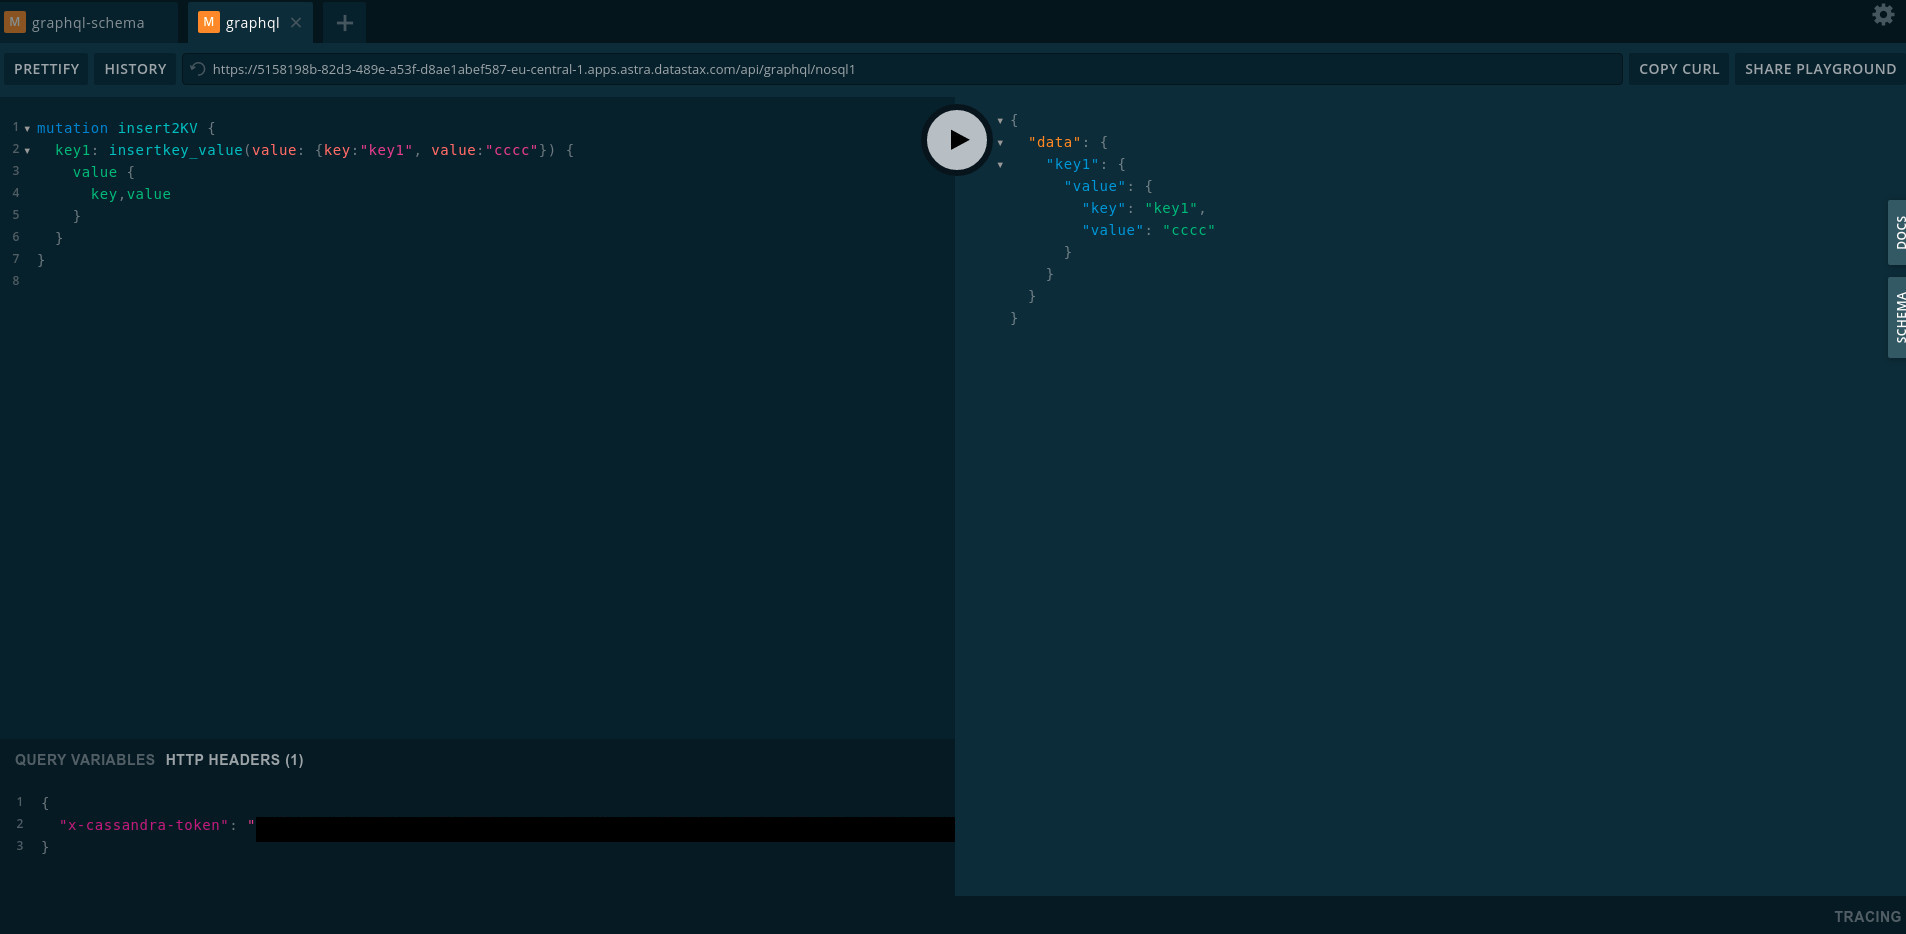 M graphql-schema M graphql × +
PRETTIFY HISTORY https://5158198b-82d3-489e-a53f-d8ae1abef587-eu-central-1.apps.astra.datastax.com/api/graphql/nosql1 COPY CURL SHARE PLAYGROUND
1 mutation insert2KV {
2 key1: insertkey_value(value: {key:"key1", value:"cccc"}) {
3 value {
4 key,value
5 }
6 }
7 }
8
{
"data": {
"key1": {
"value": {
"key": "key1",
"value": "cccc"
}
}
}
}
DOCS
SCHEMA
QUERY VARIABLES HTTP HEADERS (1)
1 {
2 "x-cassandra-token": "
3 }
TRACING